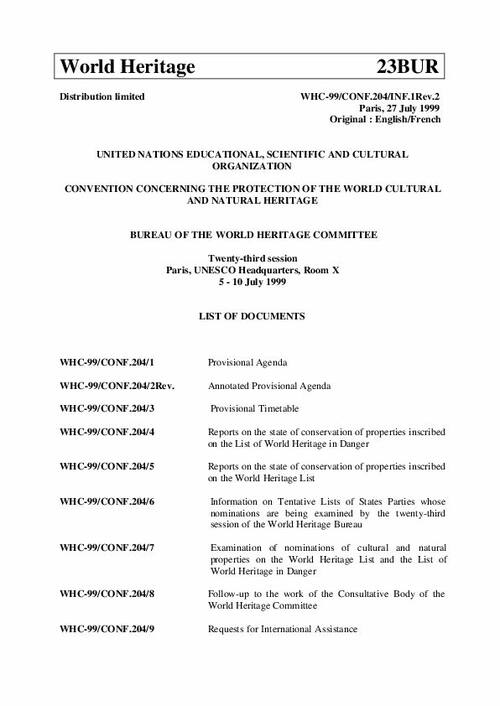 World Heritage 23BUR
Distribution limited WHC-99/CONF.204/INF.1Rev.2
Paris, 27 July 1999
Original : English/French
UNITED NATIONS EDUCATIONAL, SCIENTIFIC AND CULTURAL
ORGANIZATION
CONVENTION CONCERNING THE PROTECTION OF THE WORLD CULTURAL
AND NATURAL HERITAGE
BUREAU OF THE WORLD HERITAGE COMMITTEE
Twenty-third session
Paris, UNESCO Headquarters, Room X
5 - 10 July 1999
LIST OF DOCUMENTS
WHC-99/CONF.204/1 Provisional Agenda
WHC-99/CONF.204/2Rev. Annotated Provisional Agenda
WHC-99/CONF.204/3 Provisional Timetable
WHC-99/CONF.204/4 Reports on the state of conservation of properties inscribed
on the List of World Heritage in Danger
WHC-99/CONF.204/5 Reports on the state of conservation of properties inscribed
on the World Heritage List
WHC-99/CONF.204/6 Information on Tentative Lists of States Parties whose
nominations are being examined by the twenty-third
session of the World Heritage Bureau
WHC-99/CONF.204/7 Examination of nominations of cultural and natural
properties on the World Heritage List and the List of
World Heritage in Danger
WHC-99/CONF.204/8 Follow-up to the work of the Consultative Body of the
World Heritage Committee
WHC-99/CONF.204/9 Requests for International Assistance